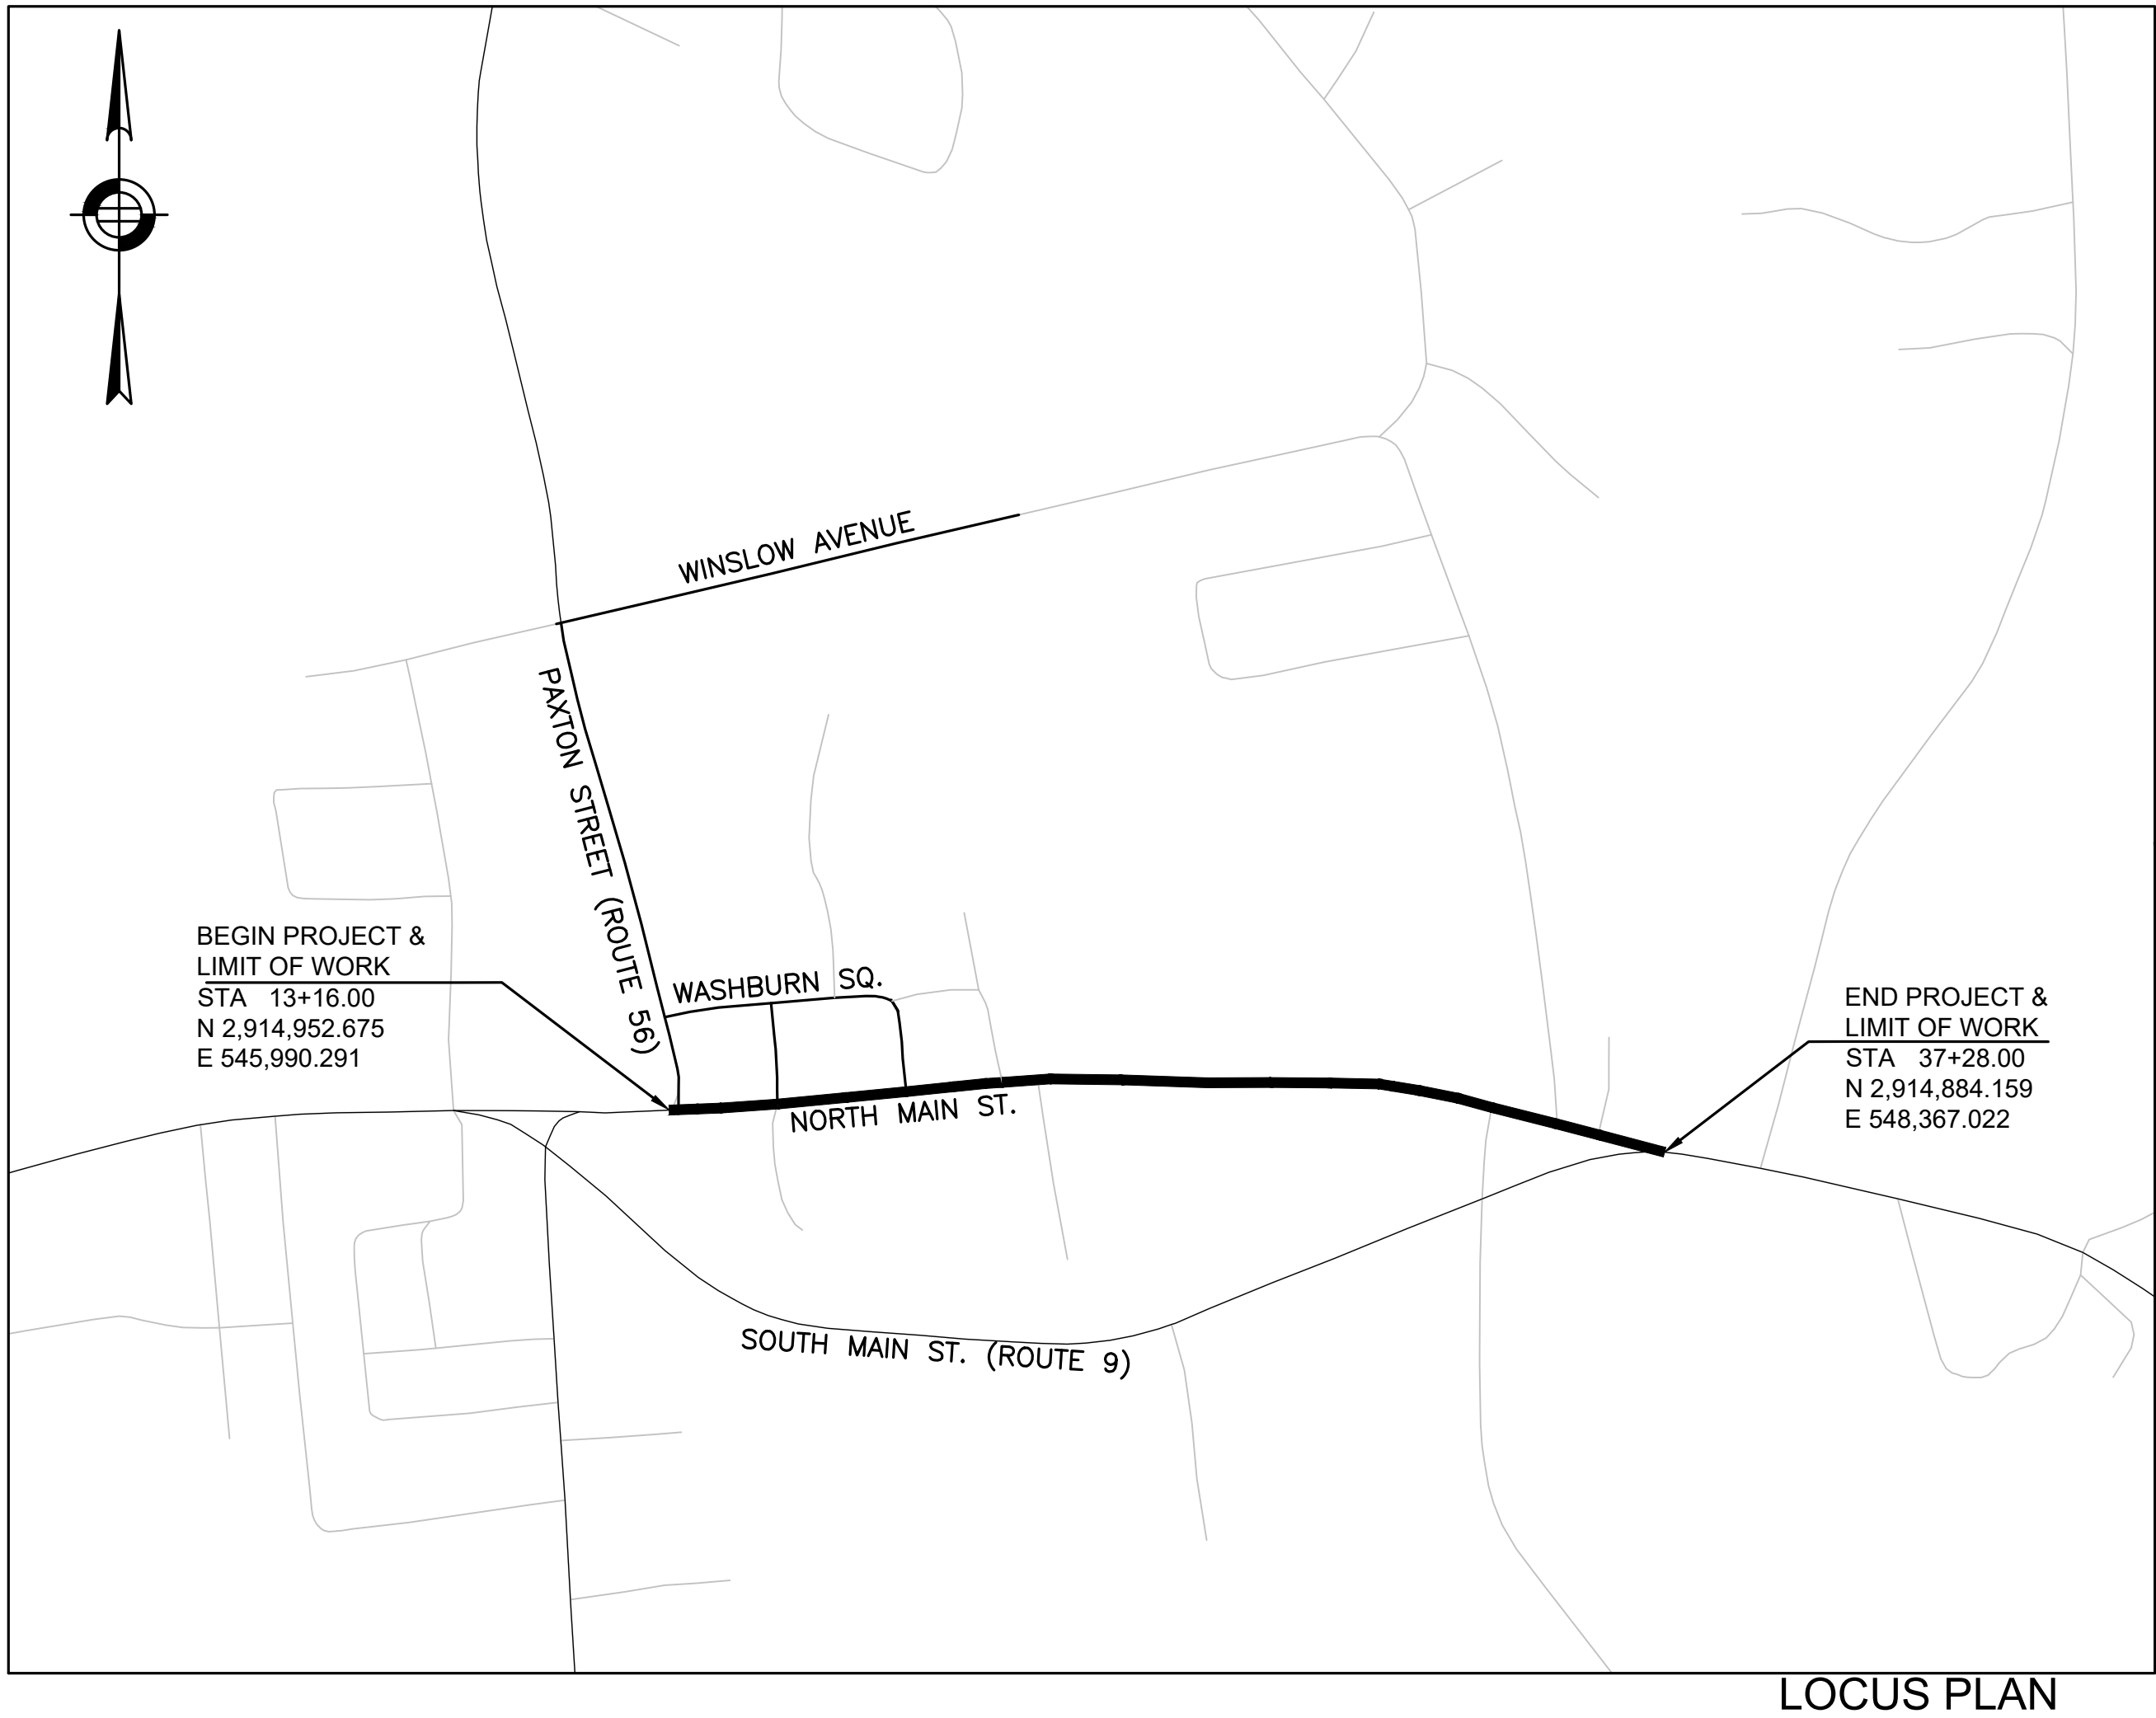 WINSLOW AVENUE
PAXTON STREET (ROUTE 56)
BEGIN PROJECT &
LIMIT OF WORK
STA 13+16.00
N 2,914,952.675
E 545,990.291
WASHBURN SQ.
END PROJECT &
LIMIT OF WORK
STA 37+28.00
N 2,914,884.159
E 548,367.022
NORTH MAIN ST.
SOUTH MAIN ST. (ROUTE 9)
LOCUS PLAN